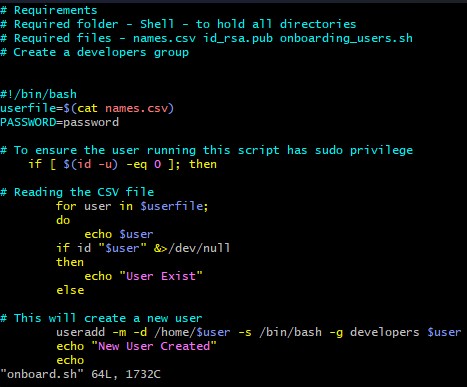 # Requirements
# Required folder - Shell - to hold all directories
# Required files - names.csv id_rsa.pub onboarding_users.sh
# Create a developers group
#!/bin/bash
userfile=$(cat names.csv)
PASSWORD=password
# To ensure the user running this script has sudo privilege
if [ $(id -u) -eq 0 ]; then
# Reading the CSV file
for user in $userfile;
do
echo $user
if id "$user" &>/dev/null
then
echo "User Exist"
else
# This will create a new user
useradd -m -d /home/$user -s /bin/bash -g developers $user
echo "New User Created"
echo
"onboard.sh" 64L, 1732C